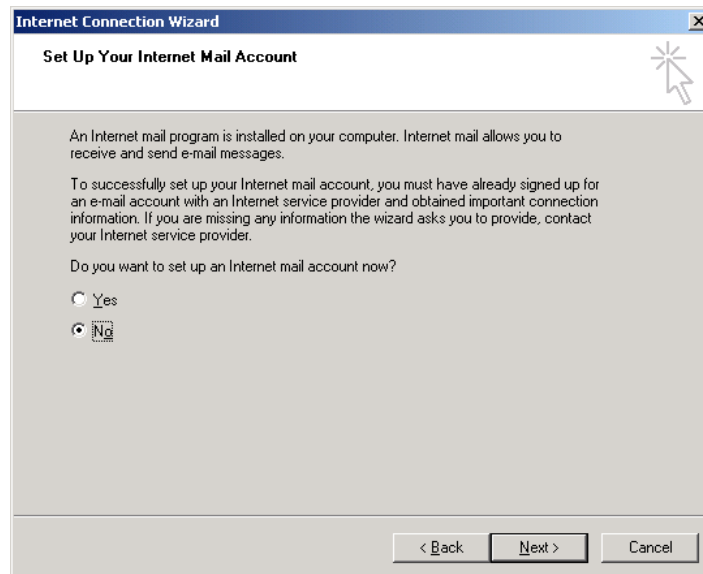 Internet Connection Wizard
Set Up Your Internet Mail Account
An Internet mail program is installed on your computer. Internet mail allows you to
receive and send e-mail messages.
To successfully set up your Internet mail account, you must have already signed up for
an e-mail account with an Internet service provider and obtained important connection
information. If you are missing any information the wizard asks you to provide, contact
your Internet service provider.
Do you want to set up an Internet mail account now?
Yes
No
< Back
Next >
Cancel